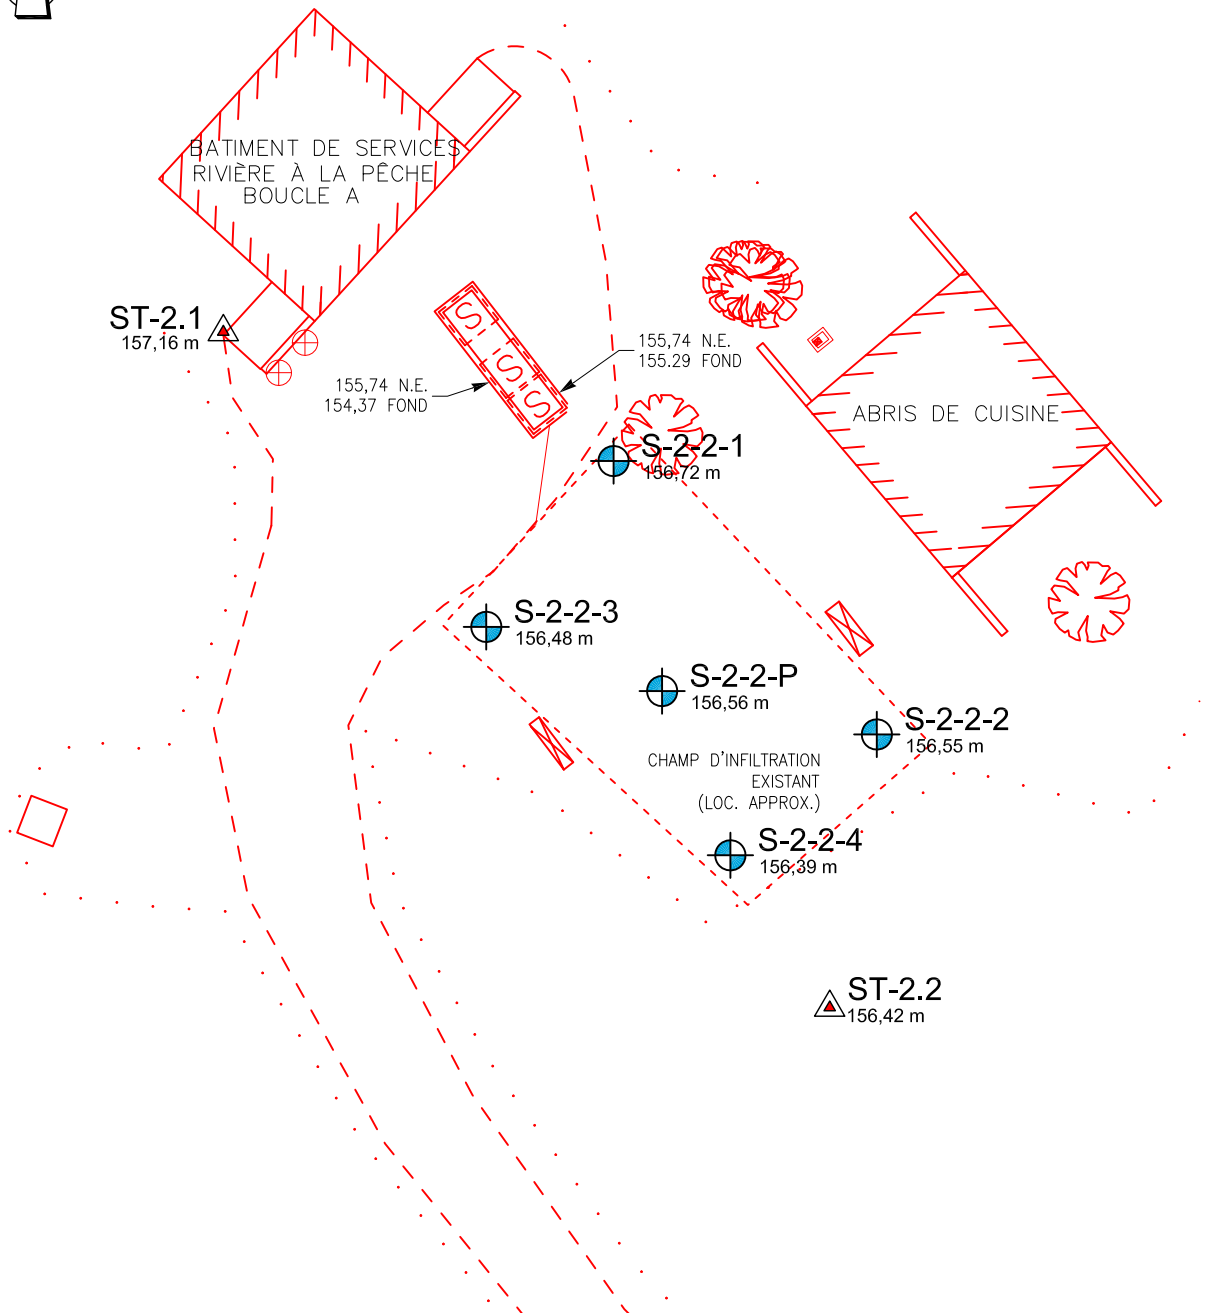 BATIMENT DE SERVICES
RIVIÈRE À LA PÊCHE
BOUCLE A
ST-2.1
157,16 m
155,74 N.E.
155.29 FOND
155,74 N.E.
154,37 FOND
S S S
ABRIS DE CUISINE
S-2-2-1
156,72 m
S-2-2-3
156,48 m
S-2-2-P
156,56 m
S-2-2-2
156,55 m
CHAMP D'INFILTRATION
EXISTANT
(LOC. APPROX.)
S-2-2-4
156,39 m
ST-2.2
156,42 m